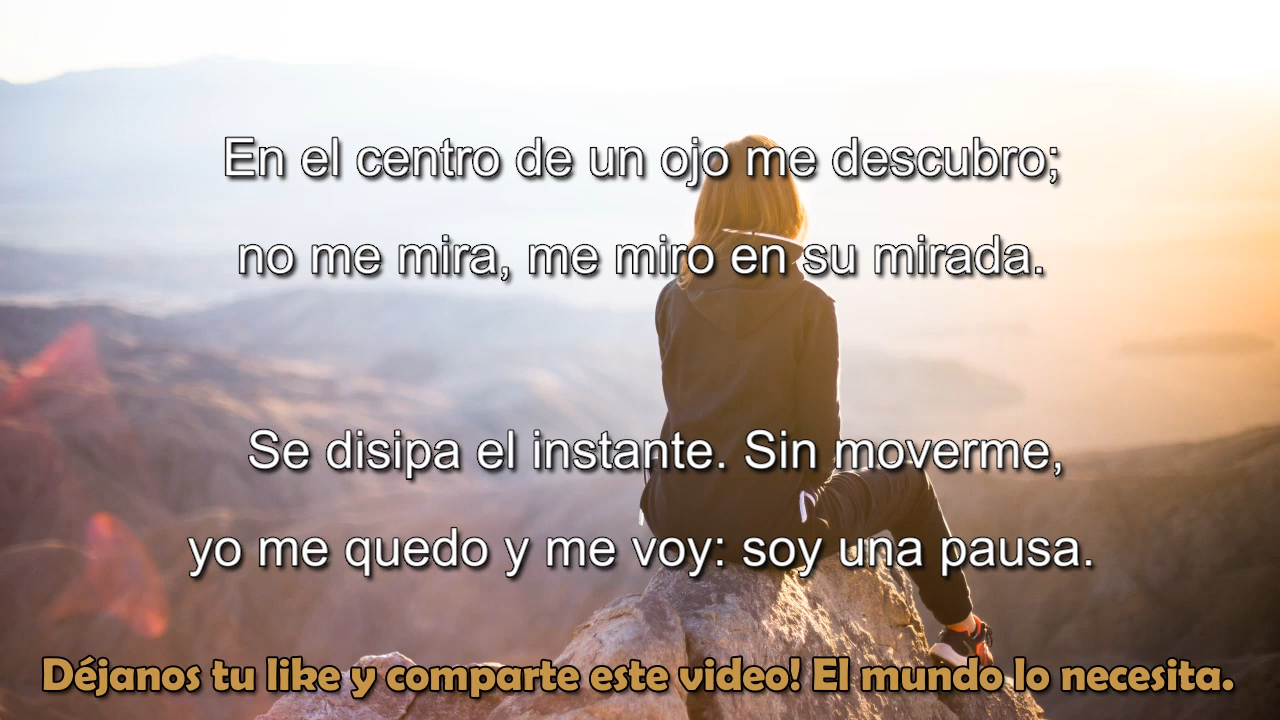 En el centro de un ojo me descubro;
no me mira, me miro en su mirada.
Se disipa el instante. Sin moverme,
yo me quedo y me voy: soy una pausa.
Déjanos tu like y comparte este video! El mundo lo necesita.